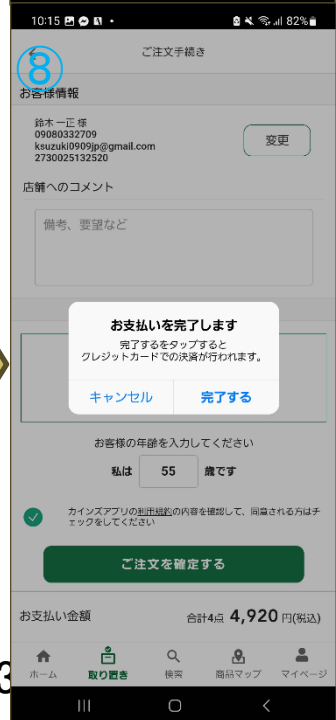 10:15 82%
⑧
ご注文手続き
お客様情報
鈴木 一正 様
09080332709
ksuzuki0909jp@gmail.com
2730025132520
変更
店舗へのコメント
備考、要望など
お支払いを完了します
完了するをタップすると
クレジットカードでの決済が行われます。
キャンセル 完了する
お客様の年齢を入力してください
私は 55 歳です
カインズアプリの利用規約の内容を確認して、同意される方はチ
ェックをしてください
ご注文を確定する
お支払い金額 合計4点 4,920 円(税込)
3
ホーム 取り置き 検索 商品マップ マイページ